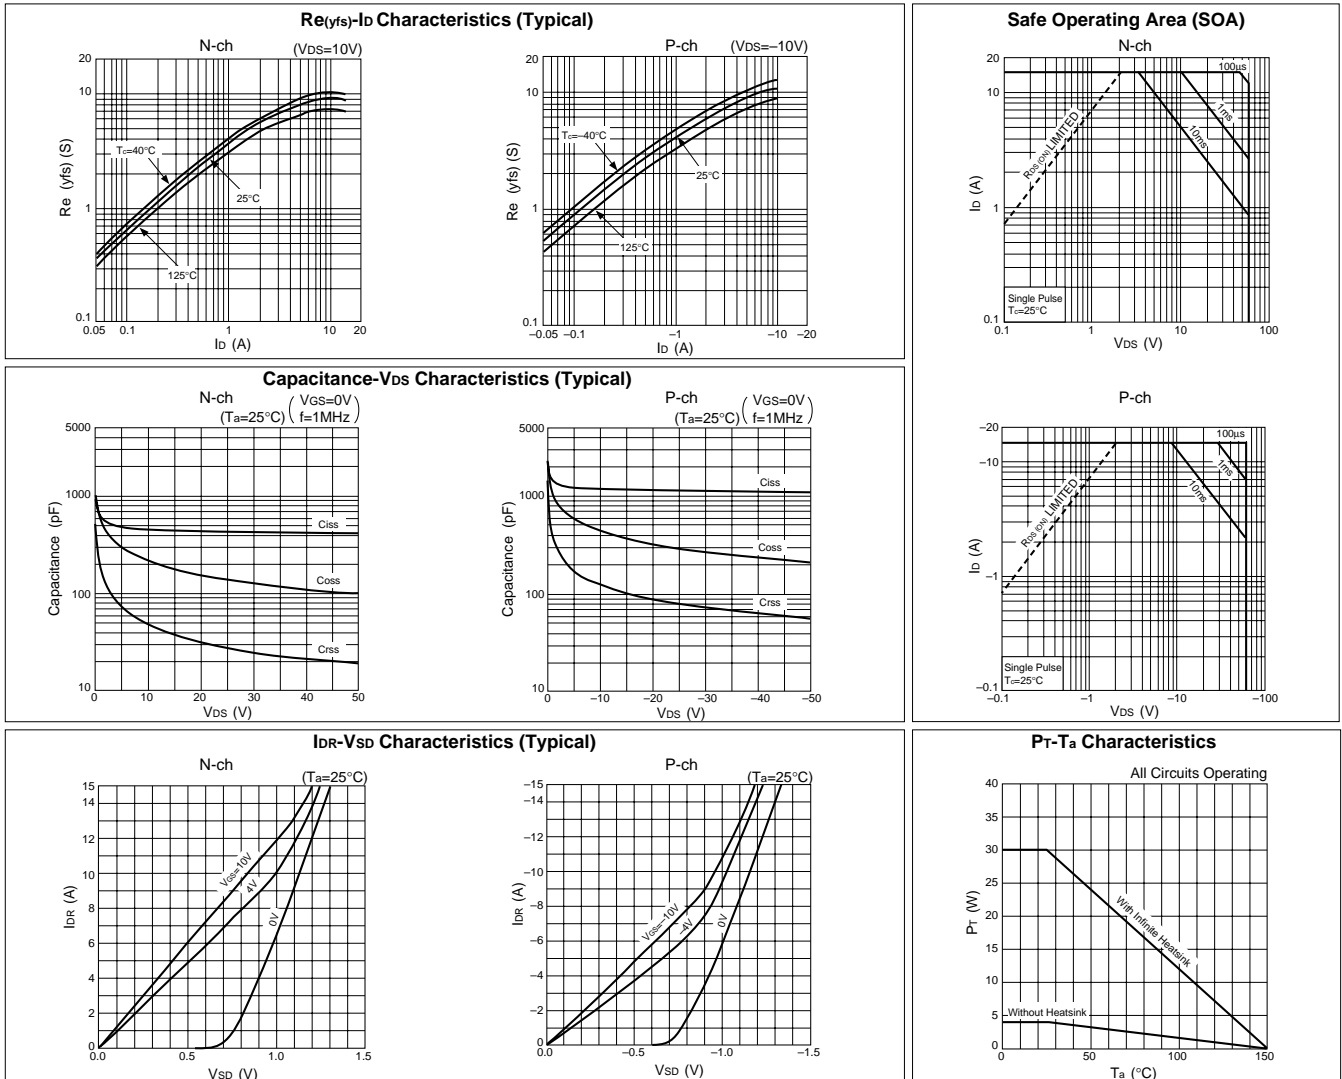 Re(yfs)-ID Characteristics (Typical)
N-ch
(VDS=10V)
20
10
1
0.1
Re (yfs) (S)
Tc=40°C
25°C
125°C
0.05 0.1 1 10 20
ID (A)
P-ch
(VDS=–10V)
20
10
1
0.1
Re (yfs) (S)
Tc=–40°C
25°C
125°C
–0.05 –0.1 –1 –10 –20
ID (A)
Safe Operating Area (SOA)
N-ch
20
10
1
0.1
ID (A)
100µs
1ms
10ms
RDS (ON) LIMITED
Single Pulse
Tc=25°C
0.1 1 10 100
VDS (V)
P-ch
–20
–10
–1
–0.1
ID (A)
100µs
1ms
10ms
RDS (ON) LIMITED
Single Pulse
Tc=25°C
–0.1 –1 –10 –100
VDS (V)
Capacitance-VDS Characteristics (Typical)
N-ch
VGS=0V
(Ta=25°C) f=1MHz
5000
1000
100
10
Capacitance (pF)
Ciss
Coss
Crss
0 10 20 30 40 50
VDS (V)
P-ch
VGS=0V
(Ta=25°C) f=1MHz
5000
1000
100
10
Capacitance (pF)
Ciss
Coss
Crss
0 –10 –20 –30 –40 –50
VDS (V)
IDR-VSD Characteristics (Typical)
N-ch
(Ta=25°C)
15
14
12
10
8
6
4
2
0
IDR (A)
VGS=10V
4V
0V
0.0 0.5 1.0 1.5
VSD (V)
P-ch
(Ta=25°C)
–15
–14
–12
–10
–8
–6
–4
–2
0
IDR (A)
VGS=–10V
–4V
0V
0.0 –0.5 –1.0 –1.5
VSD (V)
PT-Ta Characteristics
All Circuits Operating
40
35
30
25
20
15
10
5
0
PT (W)
With Infinite Heatsink
Without Heatsink
0 50 100 150
Ta (°C)